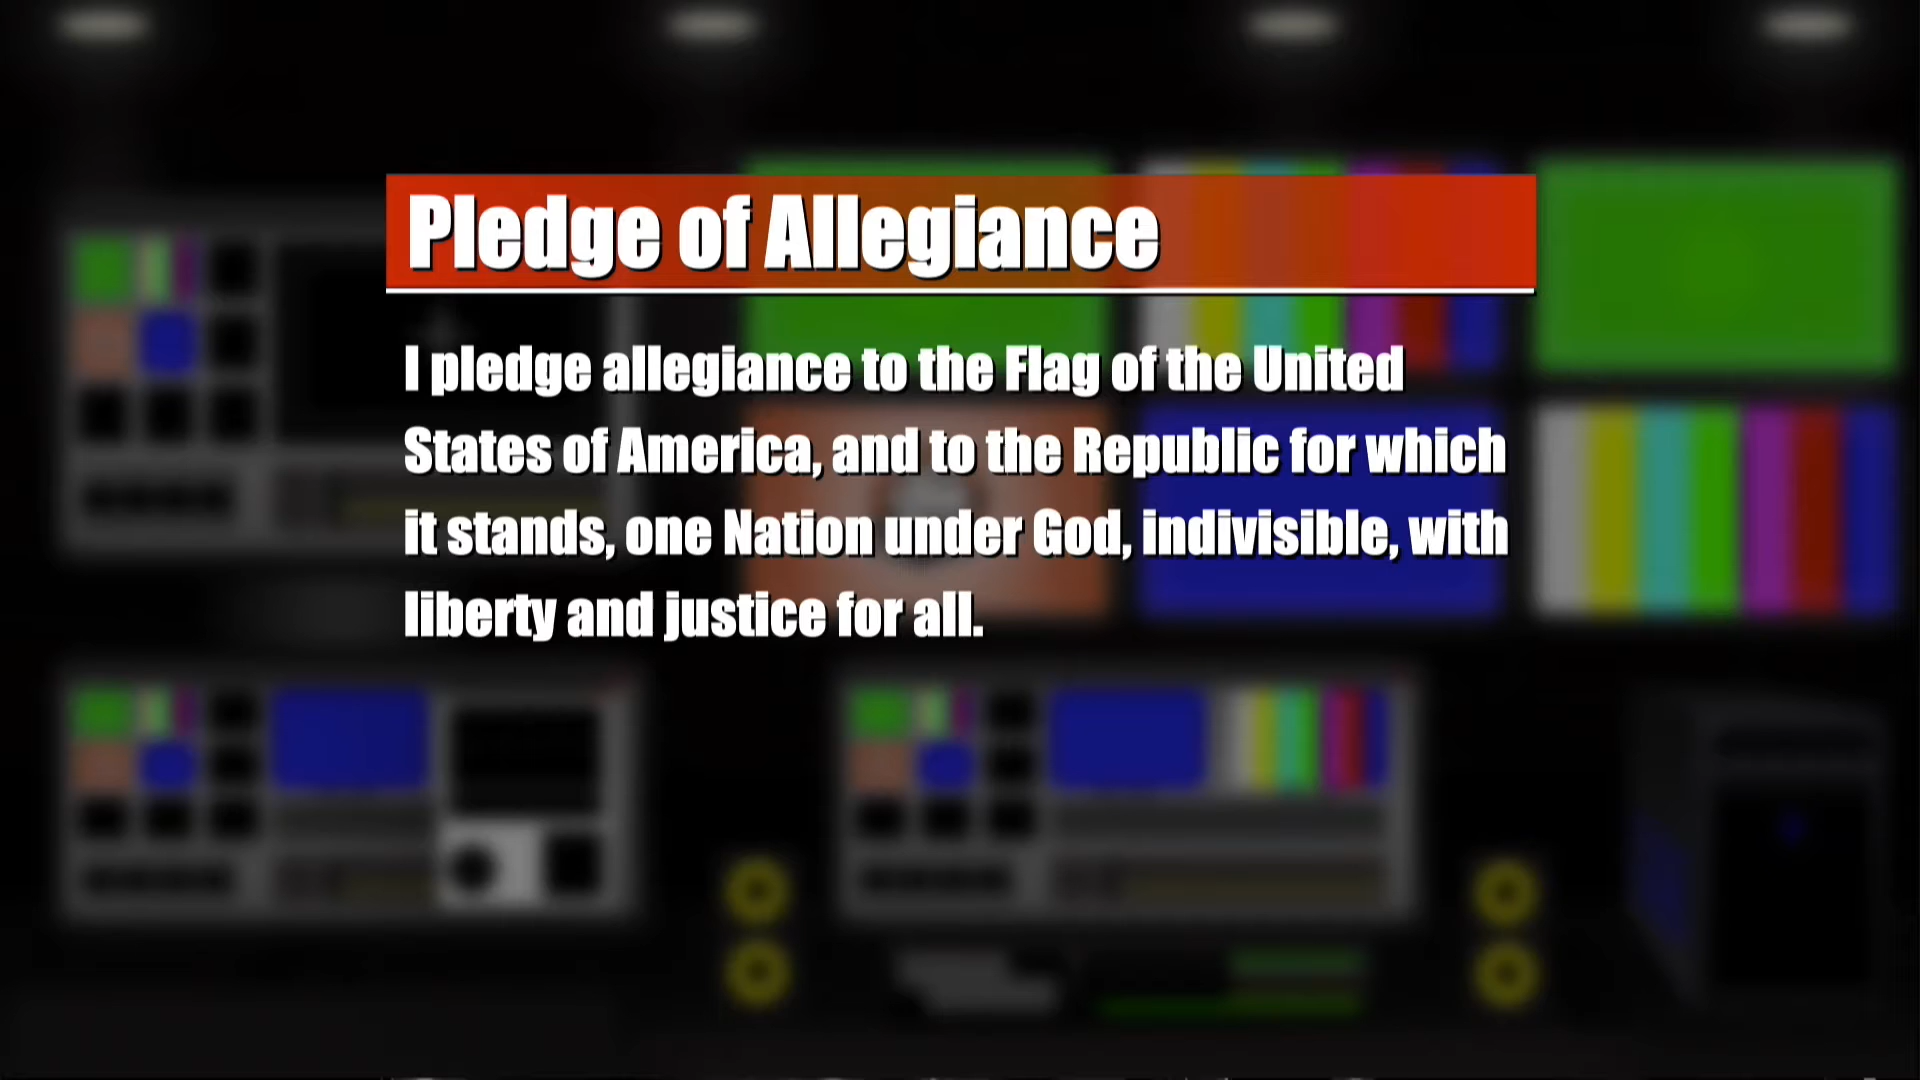 Pledge of Allegiance
I pledge allegiance to the Flag of the United
States of America, and to the Republic for which
it stands, one Nation under God, indivisible, with
liberty and justice for all.